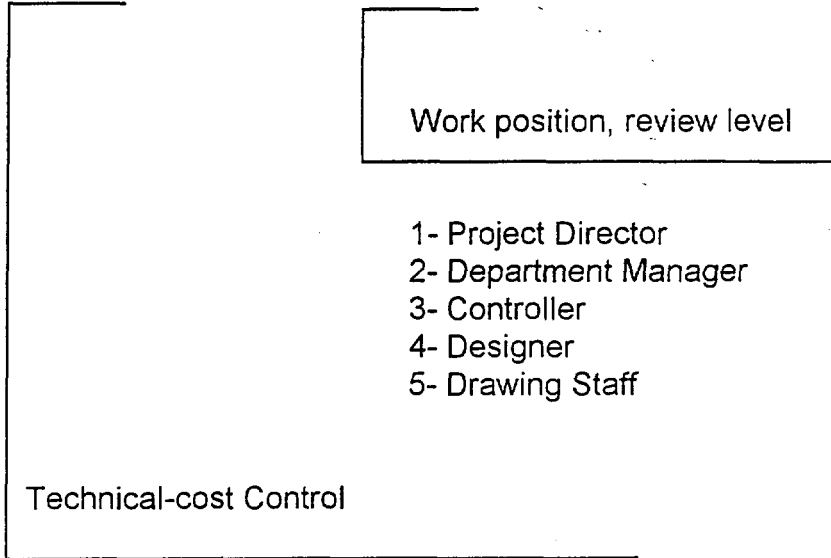 Work position, review level
1- Project Director
2- Department Manager
3- Controller
4- Designer
5- Drawing Staff
Technical-cost Control